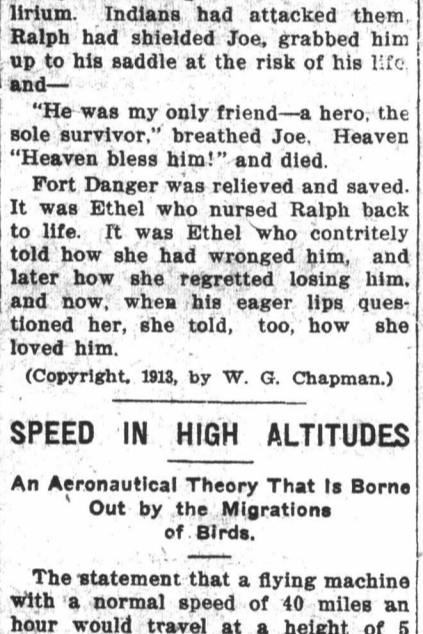 lirium. Indians had attacked them.
Ralph had shielded Joe, grabbed him
up to his saddle at the risk of his life,
and—
"He was my only friend—a hero, the
sole survivor," breathed Joe. Heaven
"Heaven bless him!" and died.
Fort Danger was relieved and saved.
It was Ethel who nursed Ralph back
to life. It was Ethel who contritely
told how she had wronged him, and
later how she regretted losing him,
and now, when his eager lips ques-
tioned her, she told, too, how she
loved him.
(Copyright, 1913, by W. G. Chapman.)
SPEED IN HIGH ALTITUDES
An Aeronautical Theory That Is Borne
Out by the Migrations
of Birds.
The statement that a flying machine
with a normal speed of 40 miles an
hour would travel at a height of 5